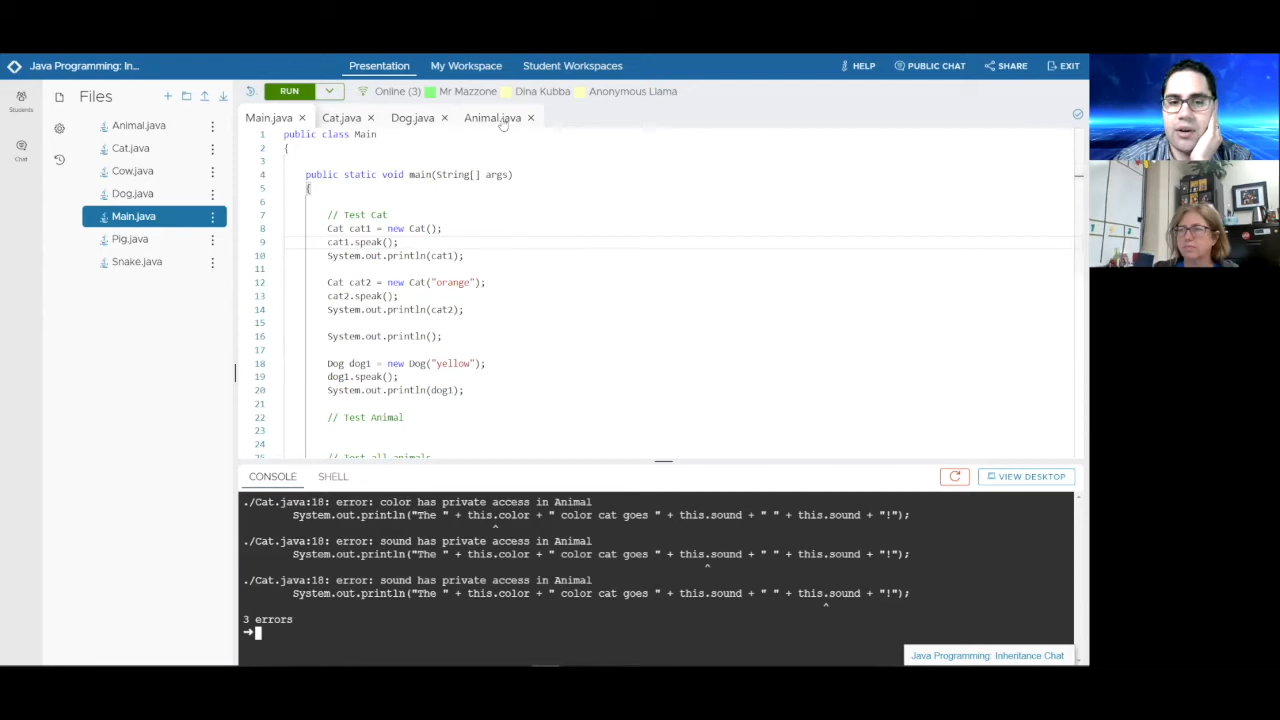 Java Programming: In... Presentation My Workspace Student Workspaces HELP PUBLIC CHAT SHARE EXIT
Students
Chat
Files
Animal.java
Cat.java
Cow.java
Dog.java
Main.java
Pig.java
Snake.java
RUN Online (3) Mr Mazzone Dina Kubba Anonymous Llama
Main.java Cat.java Dog.java Animal.java
1 public class Main
2 {
3
4 public static void main(String[] args)
5 {
6
7 // Test Cat
8 Cat cat1 = new Cat();
9 cat1.speak();
10 System.out.println(cat1);
11
12 Cat cat2 = new Cat("orange");
13 cat2.speak();
14 System.out.println(cat2);
15
16 System.out.println();
17
18 Dog dog1 = new Dog("yellow");
19 dog1.speak();
20 System.out.println(dog1);
21
22 // Test Animal
23
24
25 // Test all animals
CONSOLE SHELL VIEW DESKTOP
./Cat.java:18: error: color has private access in Animal
System.out.println("The " + this.color + " color cat goes " + this.sound + " " + this.sound + "!");
^
./Cat.java:18: error: sound has private access in Animal
System.out.println("The " + this.color + " color cat goes " + this.sound + " " + this.sound + "!");
^
./Cat.java:18: error: sound has private access in Animal
System.out.println("The " + this.color + " color cat goes " + this.sound + " " + this.sound + "!");
^
3 errors
Java Programming: Inheritance Chat